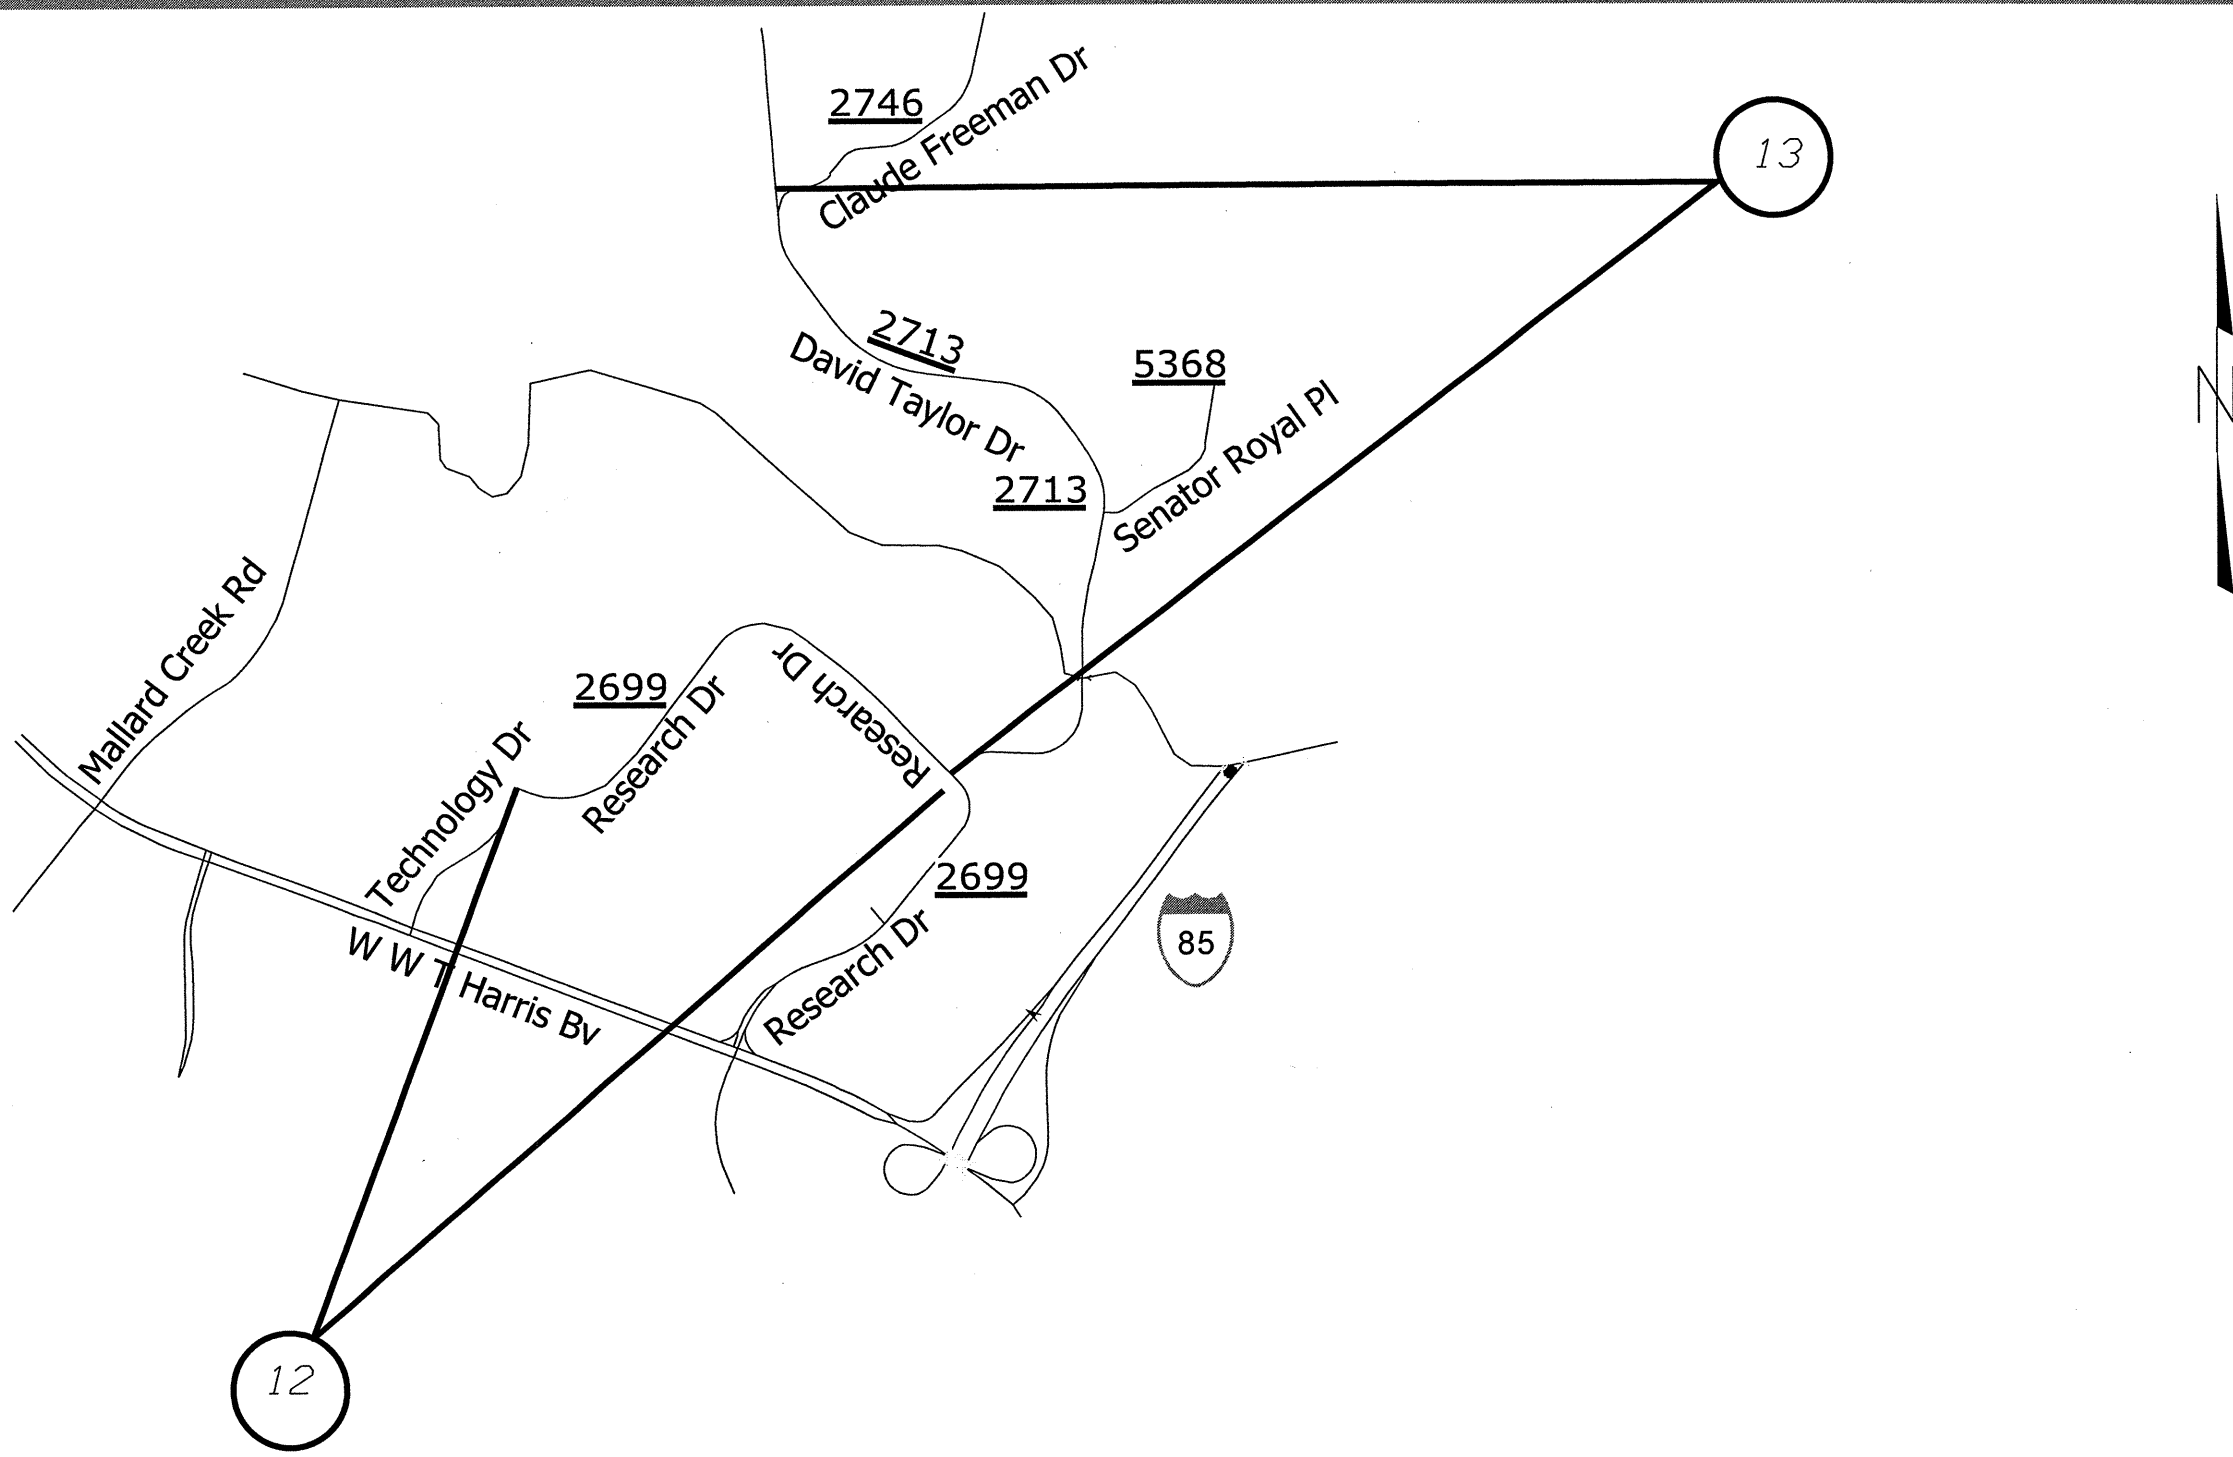 2746
Claude Freeman Dr
13
2713
David Taylor Dr
5368
Senator Royal Pl
2713
N
Mallard Creek Rd
2699
Research Dr
Research Dr
Technology Dr
2699
Research Dr
85
W W T Harris Bv
12